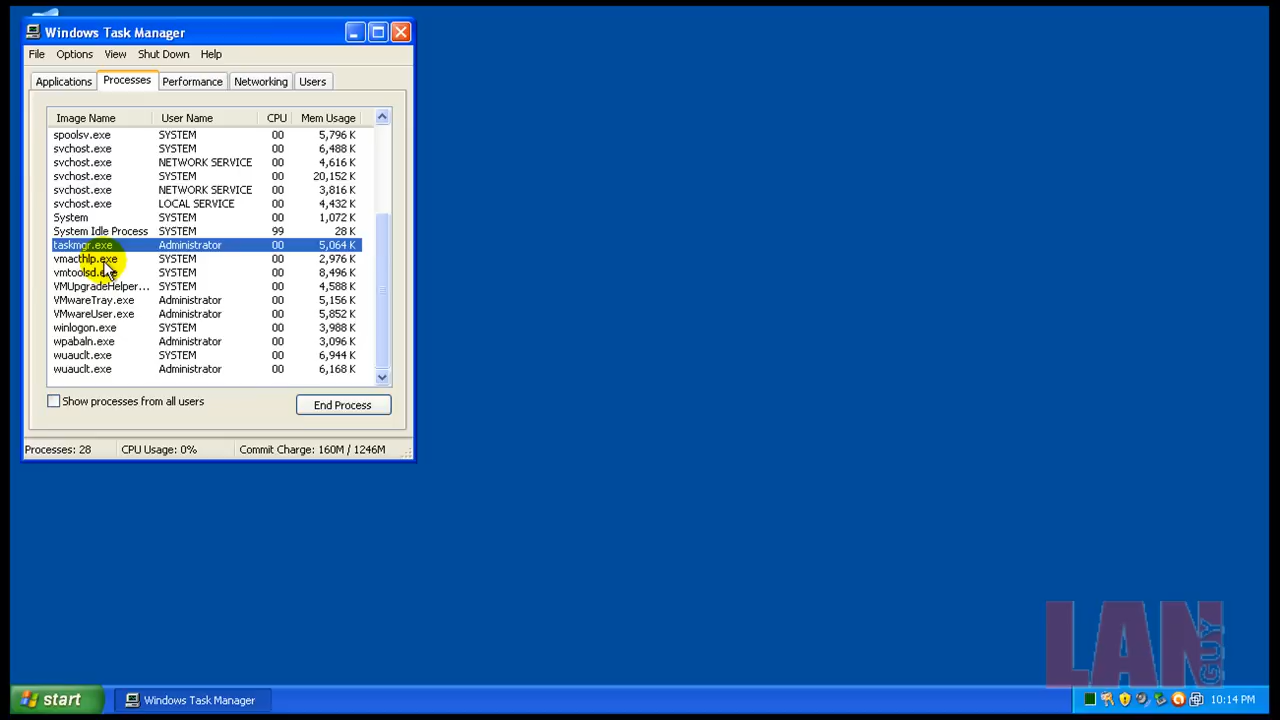 Windows Task Manager
File Options View Shut Down Help
Applications Processes Performance Networking Users
Image Name User Name CPU Mem Usage
spoolsv.exe SYSTEM 00 5,796 K
svchost.exe SYSTEM 00 6,488 K
svchost.exe NETWORK SERVICE 00 4,616 K
svchost.exe SYSTEM 00 20,152 K
svchost.exe NETWORK SERVICE 00 3,816 K
svchost.exe LOCAL SERVICE 00 4,432 K
System SYSTEM 00 1,072 K
System Idle Process SYSTEM 99 28 K
taskmgr.exe Administrator 00 5,064 K
vmacthlp.exe SYSTEM 00 2,976 K
vmtoolsd.exe SYSTEM 00 8,496 K
VMUpgradeHelper... SYSTEM 00 4,588 K
VMwareTray.exe Administrator 00 5,156 K
VMwareUser.exe Administrator 00 5,852 K
winlogon.exe SYSTEM 00 3,988 K
wpabaln.exe Administrator 00 3,096 K
wuauclt.exe SYSTEM 00 6,944 K
wuauclt.exe Administrator 00 6,168 K
Show processes from all users End Process
Processes: 28 CPU Usage: 0% Commit Charge: 160M / 1246M
LAN GUY
start Windows Task Manager 10:14 PM